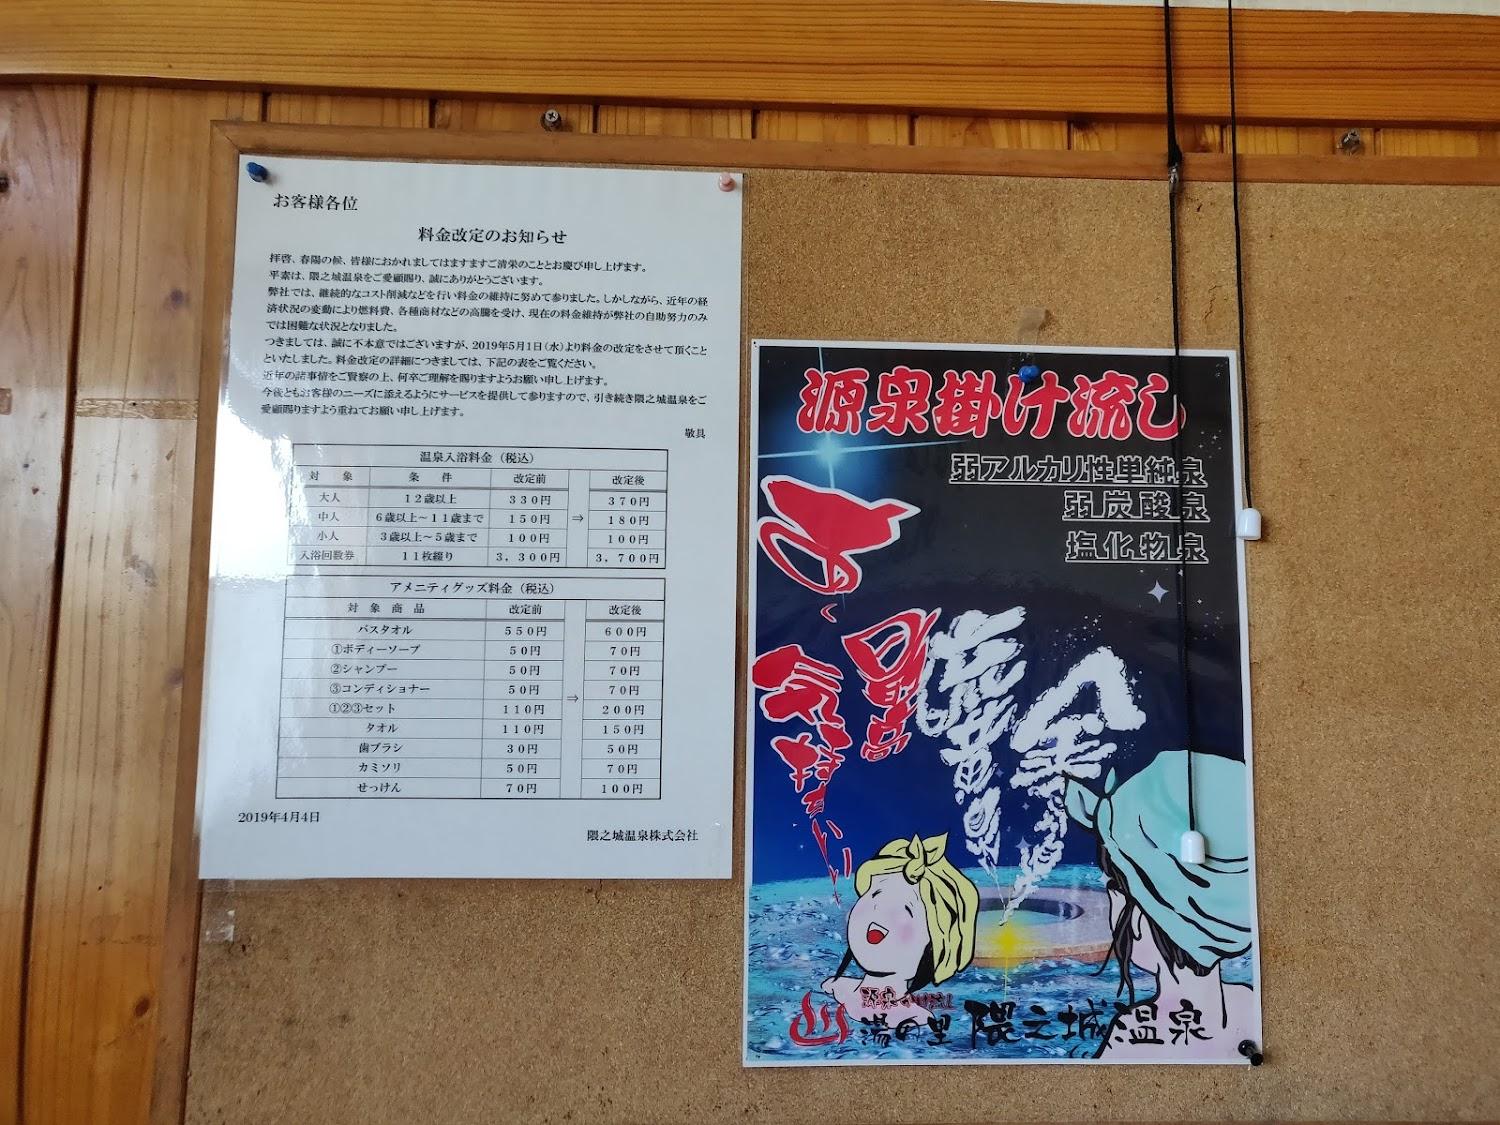 お客様各位
料金改定のお知らせ
拝啓、春陽の候、皆様におかれましてはますますご清栄のこととお慶び申し上げます。
平素は、隈之城温泉をご愛顧賜り、誠にありがとうございます。
弊社では、継続的なコスト削減などを行い料金の維持に努めて参りました。しかしながら、近年の経
済状況の変動により燃料費、各種商材などの高騰を受け、現在の料金維持が弊社の自助努力のみ
では困難な状況となりました。
つきましては、誠に不本意ではございますが、2019年5月1日（水）より料金の改定をさせて頂くこと
といたしました。料金改定の詳細につきましては、下記の表をご覧ください。
近年の諸事情をご賢察の上、何卒ご理解を賜りますようお願い申し上げます。
今後ともお客様のニーズに添えるようにサービスを提供して参りますので、引き続き隈之城温泉をご
愛顧賜りますよう重ねてお願い申し上げます。
敬具
温泉入浴料金（税込）
対　象 条　件 改定前 改定後
大人 １２歳以上 ３３０円 ⇒ ３７０円
中人 ６歳以上～１１歳まで １５０円 １８０円
小人 ３歳以上～５歳まで １００円 １００円
入浴回数券 １１枚綴り ３，３００円 ３，７００円
アメニティグッズ料金（税込）
対 象 商 品 改定前 改定後
バスタオル ５５０円 ６００円
①ボディーソープ ５０円 ７０円
②シャンプー ５０円 ７０円
③コンディショナー ５０円 ⇒ ７０円
①②③セット １１０円 ２００円
タオル １１０円 １５０円
歯ブラシ ３０円 ５０円
カミソリ ５０円 ７０円
せっけん ７０円 １００円
2019年4月4日
隈之城温泉株式会社
源泉掛け流し
弱アルカリ性単純泉
弱炭酸泉
塩化物泉
あ〜
最高
気持ちいい
湯の里 隈之城温泉